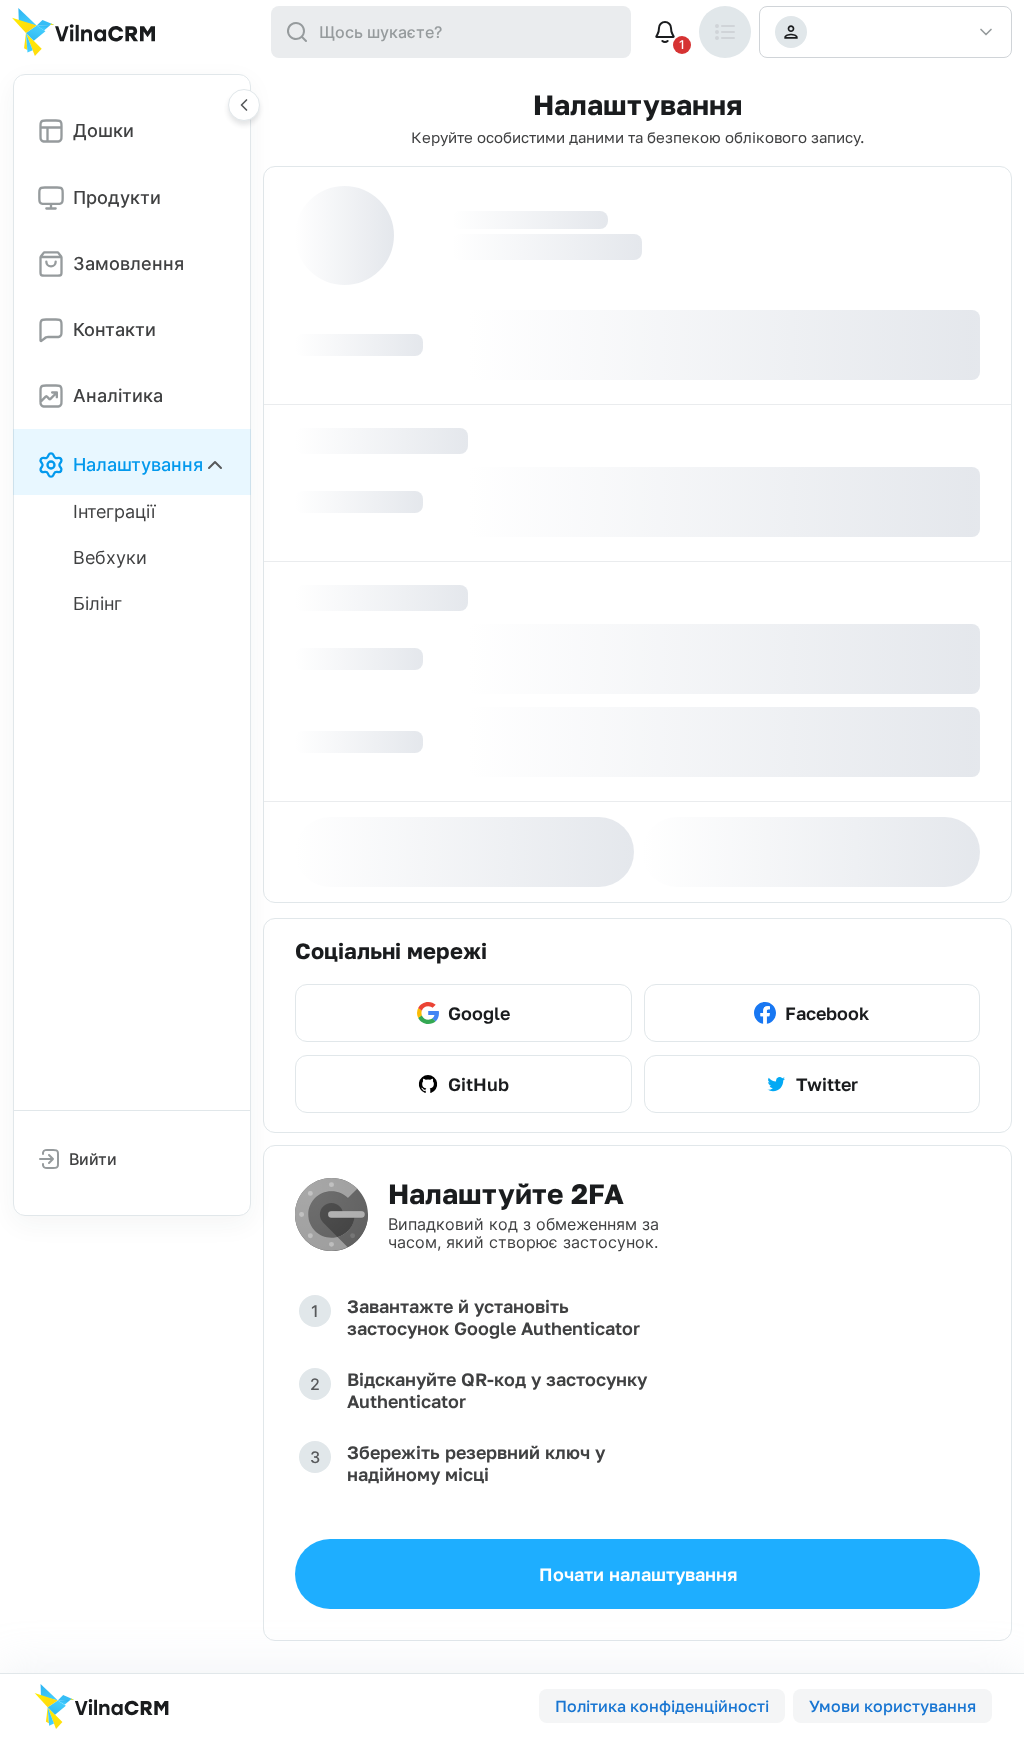 VilnaCRM
Щось шукаєте?
1
Дошки
Продукти
Замовлення
Контакти
Аналітика
Налаштування
Інтеграції
Вебхуки
Білінг
Вийти
Налаштування
Керуйте особистими даними та безпекою облікового запису.
Соціальні мережі
Google
Facebook
GitHub
Twitter
Налаштуйте 2FA
Випадковий код з обмеженням за
часом, який створює застосунок.
1
Завантажте й установіть
застосунок Google Authenticator
2
Відскануйте QR-код у застосунку
Authenticator
3
Збережіть резервний ключ у
надійному місці
Почати налаштування
VilnaCRM
Політика конфіденційності
Умови користування